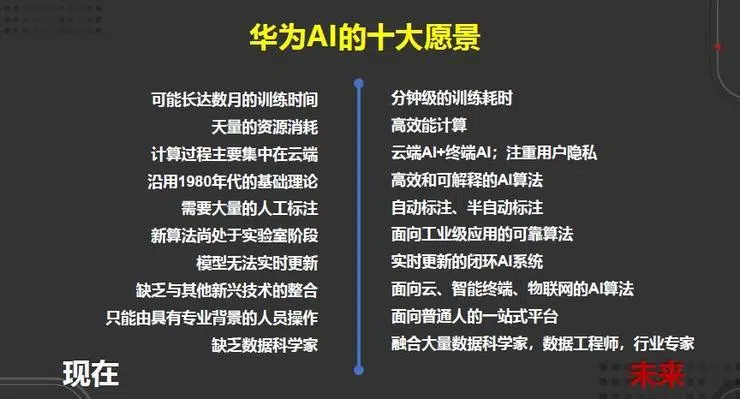 华为AI的十大愿景
可能长达数月的训练时间
分钟级的训练耗时
天量的资源消耗
高效能计算
计算过程主要集中在云端
云端AI+终端AI；注重用户隐私
沿用1980年代的基础理论
高效和可解释的AI算法
需要大量的人工标注
自动标注、半自动标注
新算法尚处于实验室阶段
面向工业级应用的可靠算法
模型无法实时更新
实时更新的闭环AI系统
缺乏与其他新兴技术的整合
面向云、智能终端、物联网的AI算法
只能由具有专业背景的人员操作
面向普通人的一站式平台
缺乏数据科学家
融合大量数据科学家，数据工程师，行业专家
现在
未来